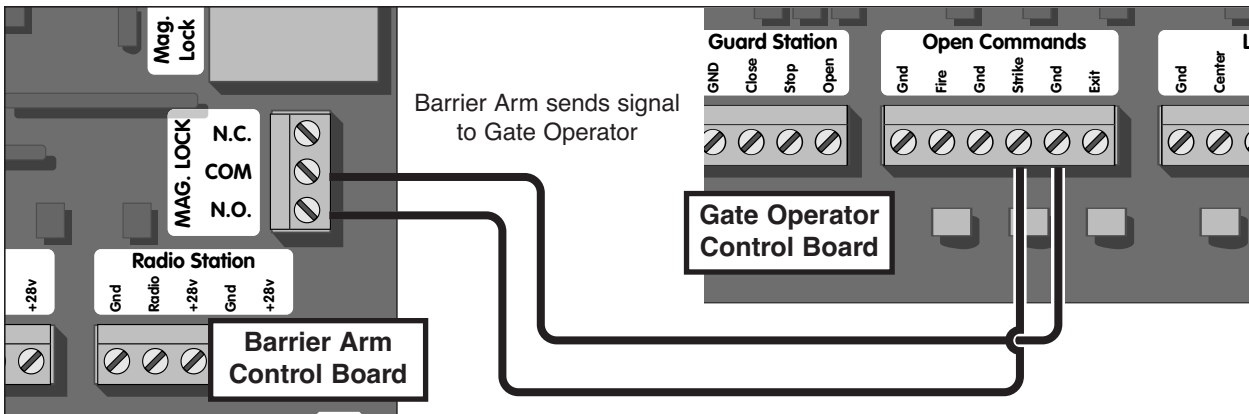 Mag.
Lock
MAG. LOCK
N.C.
COM
N.O.
Radio Station
+28v
Gnd
Radio
+28v
Gnd
+28v
Barrier Arm
Control Board
Barrier Arm sends signal
to Gate Operator
Guard Station
GND
Close
Stop
Open
Open Commands
Gnd
Fire
Gnd
Strike
Gnd
Exit
L
Gnd
Center
Gate Operator
Control Board